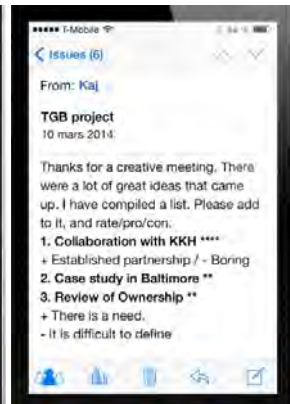 T-Mobile
Issues (6)
From: Kaj
TGB project
10 mars 2014
Thanks for a creative meeting. There
were a lot of great ideas that came
up. I have compiled a list. Please add
to it, and rate/pro/con.
1. Collaboration with KKH ****
+ Established partnership / - Boring
2. Case study in Baltimore **
3. Review of Ownership **
+ There is a need.
- it is difficult to define